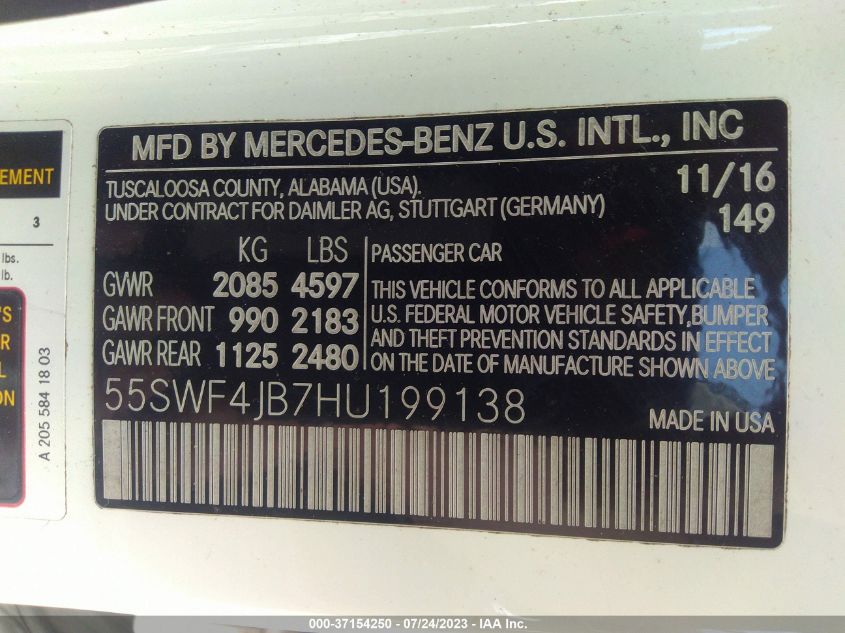 MFD BY MERCEDES-BENZ U.S. INTL., INC
TUSCALOOSA COUNTY, ALABAMA (USA).
UNDER CONTRACT FOR DAIMLER AG, STUTTGART (GERMANY)
11/16
149
KG LBS
GVWR 2085 4597
GAWR FRONT 990 2183
GAWR REAR 1125 2480
PASSENGER CAR
THIS VEHICLE CONFORMS TO ALL APPLICABLE
U.S. FEDERAL MOTOR VEHICLE SAFETY,BUMPER
AND THEFT PREVENTION STANDARDS IN EFFECT
ON THE DATE OF MANUFACTURE SHOWN ABOVE.
55SWF4JB7HU199138
MADE IN USA
EMENT
3
lbs.
lb.
'S
R
L
ON
A 205 584 18 03
000-37154250 - 07/24/2023 - IAA Inc.